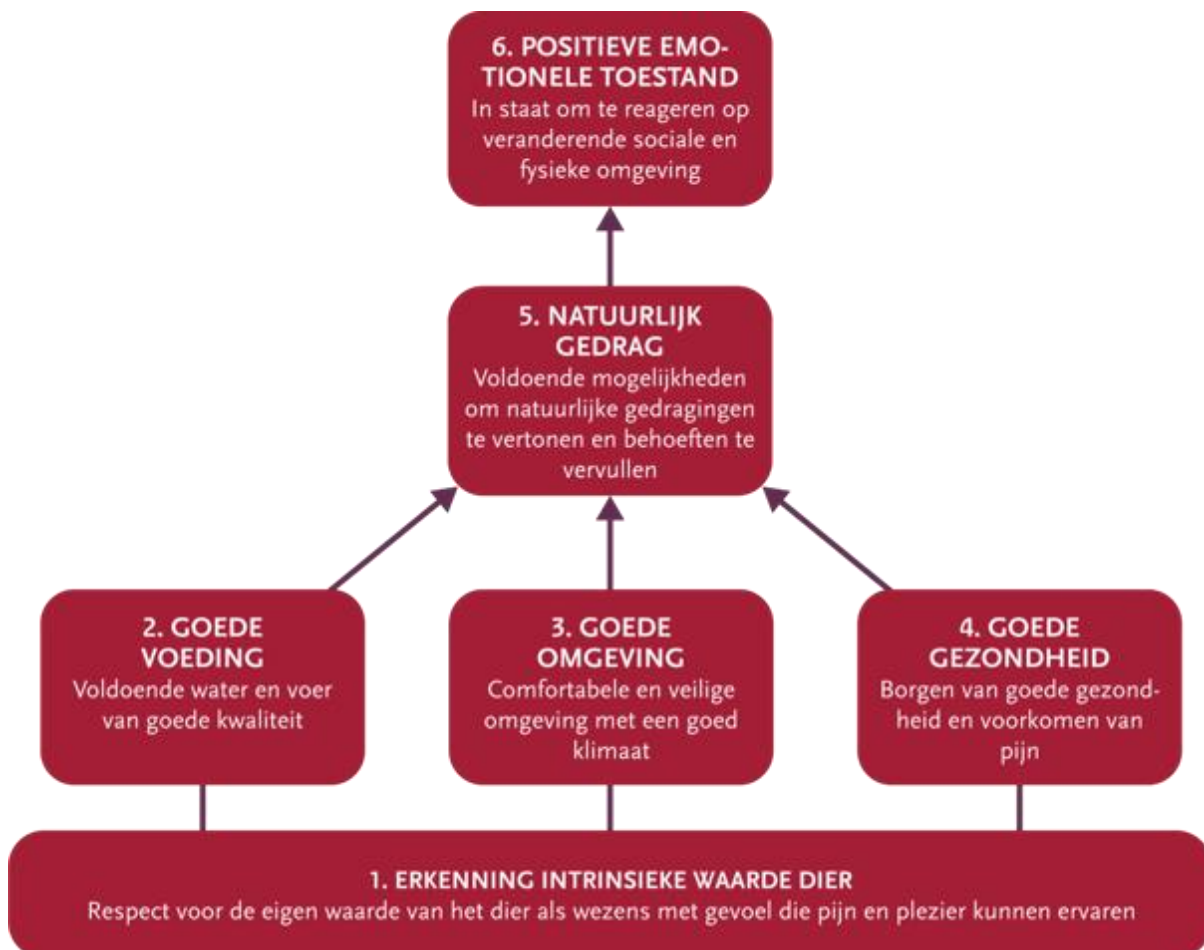 6. POSITIEVE EMO-
TIONELE TOESTAND
In staat om te reageren op
veranderende sociale en
fysieke omgeving
5. NATUURLIJK
GEDRAG
Voldoende mogelijkheden
om natuurlijke gedragingen
te vertonen en behoeften te
vervullen
2. GOEDE
VOEDING
Voldoende water en voer
van goede kwaliteit
3. GOEDE
OMGEVING
Comfortabele en veilige
omgeving met een goed
klimaat
4. GOEDE
GEZONDHEID
Borgen van goede gezond-
heid en voorkomen van
pijn
1. ERKENNING INTRINSIEKE WAARDE DIER
Respect voor de eigen waarde van het dier als wezens met gevoel die pijn en plezier kunnen ervaren